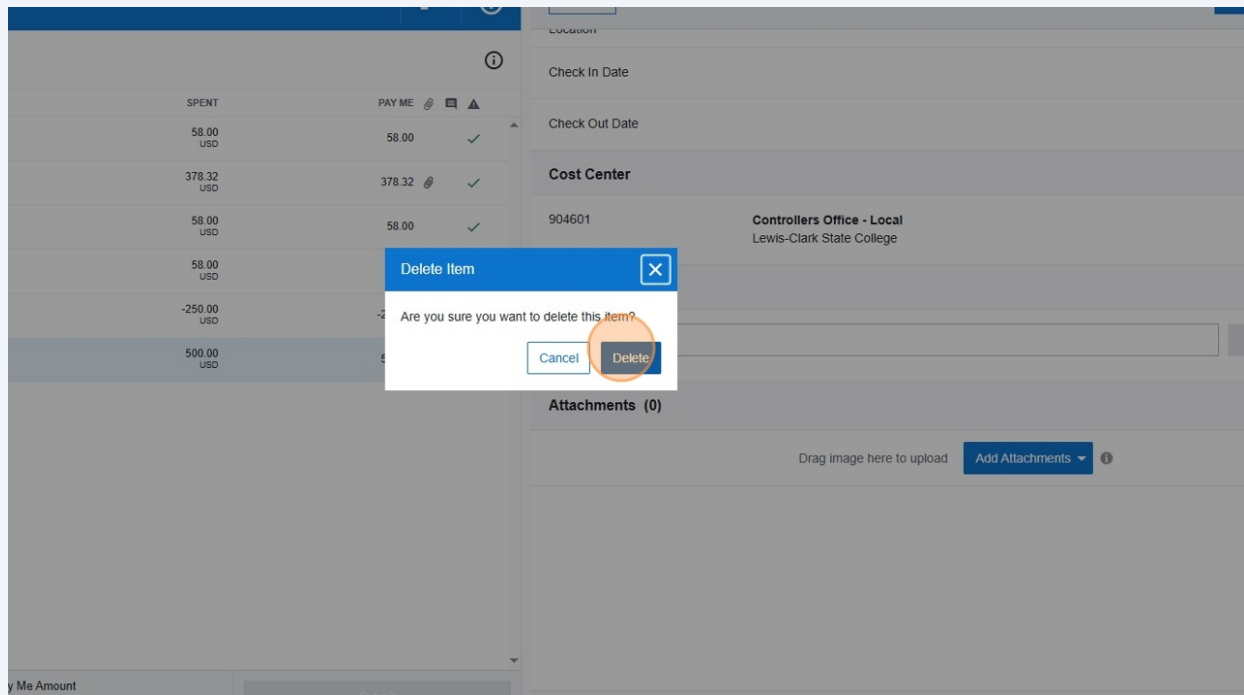 Location
Check In Date
SPENT
PAY ME
Check Out Date
58.00
USD
58.00
378.32
USD
378.32
Cost Center
58.00
USD
58.00
904601
Controllers Office - Local
Lewis-Clark State College
58.00
USD
Delete Item
-250.00
USD
Are you sure you want to delete this item?
500.00
USD
Cancel
Delete
Attachments (0)
Drag image here to upload
Add Attachments
y Me Amount